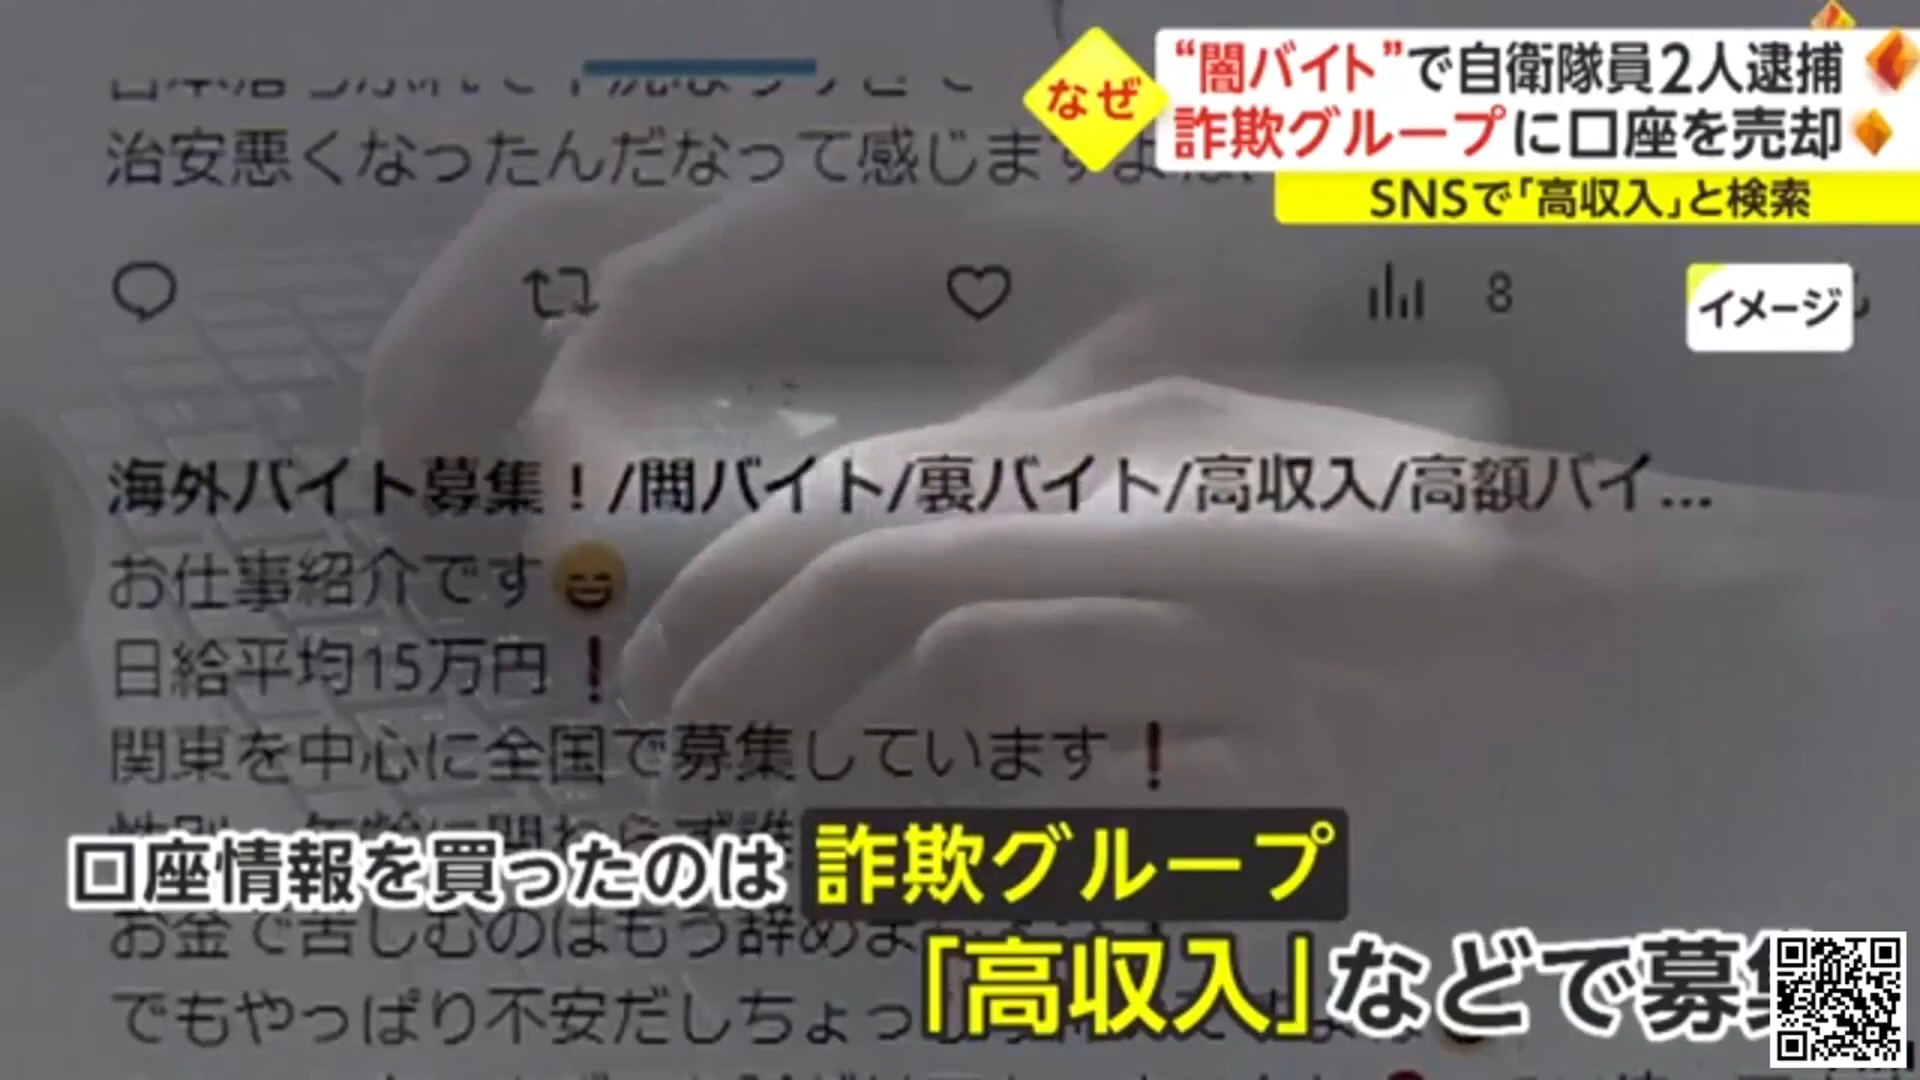 なぜ
“闇バイト”で自衛隊員2人逮捕
詐欺グループに口座を売却
SNSで「高収入」と検索
イメージ
治安悪くなったんだなって感じますよね
8
海外バイト募集！/闇バイト/裏バイト/高収入/高額バイ...
お仕事紹介です😄
日給平均15万円❗
関東を中心に全国で募集しています❗
口座情報を買ったのは 詐欺グループ
お金で苦しむのはもう辞めま
「高収入」などで募集
でもやっぱり不安だしちょっ